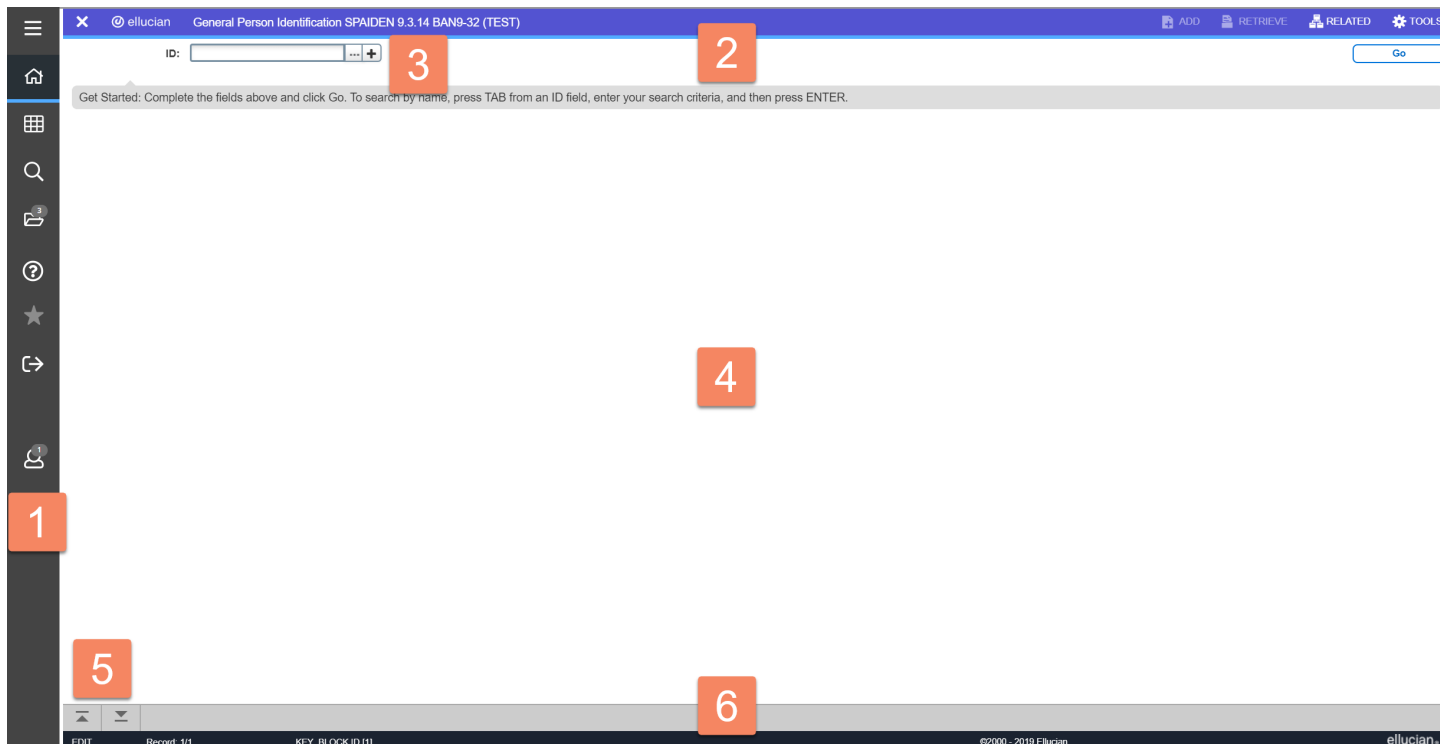 ellucian General Person Identification SPAIDEN 9.3.14 BAN9-32 (TEST) ADD RETRIEVE RELATED TOOLS
2
ID: ... Go
3
Get Started: Complete the fields above and click Go. To search by name, press TAB from an ID field, enter your search criteria, and then press ENTER.
3
4
1
1
5
6
EDIT Record: 1/1 KEY_BLOCK.ID [1] ©2000 - 2019 Ellucian ellucian.